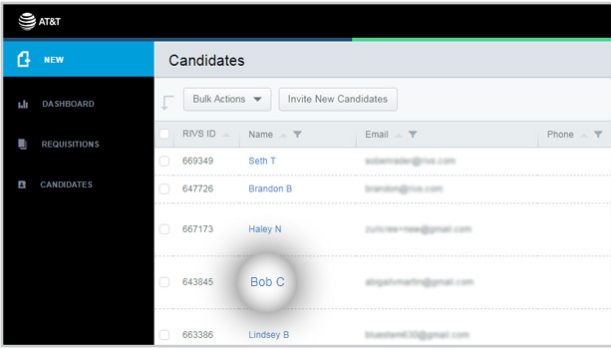 AT&T
NEW
Candidates
Bulk Actions
Invite New Candidates
DASHBOARD
REQUISITIONS
CANDIDATES
RIVS ID Name Email Phone
669349 Seth T
647726 Brandon B
667173 Haley N
643845 Bob C
663386 Lindsey B